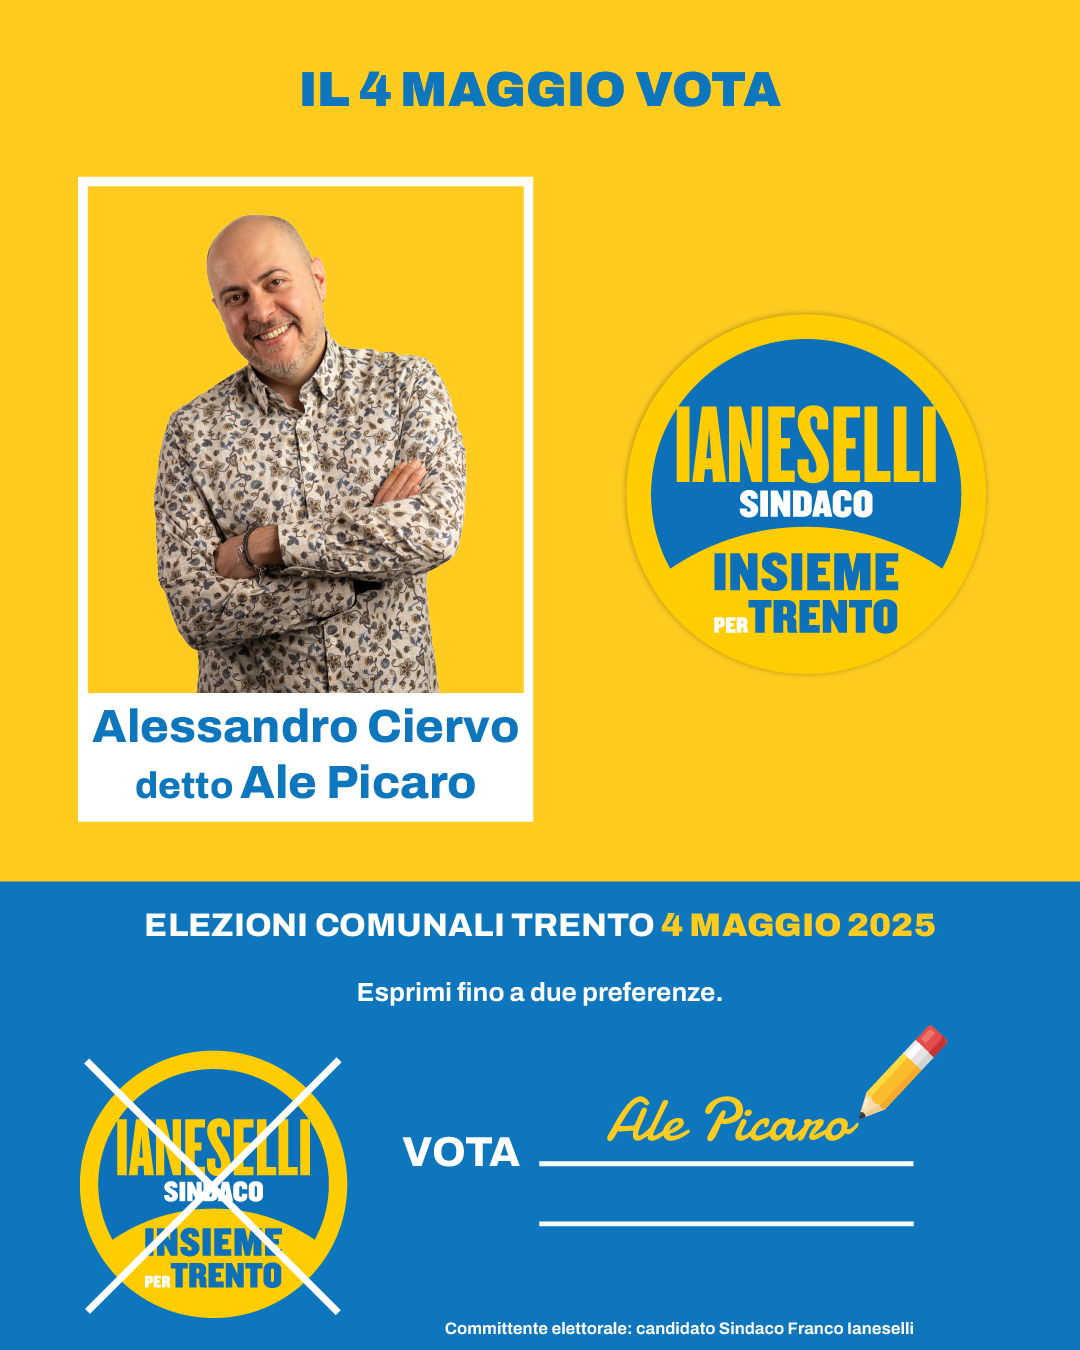 IL 4 MAGGIO VOTA
IANESELLI
SINDACO
INSIEME
PER TRENTO
Alessandro Ciervo
detto Ale Picaro
ELEZIONI COMUNALI TRENTO 4 MAGGIO 2025
Esprimi fino a due preferenze.
IANESELLI
SINDACO
INSIEME
PER TRENTO
VOTA Ale Picaro
Committente elettorale: candidato Sindaco Franco Ianeselli